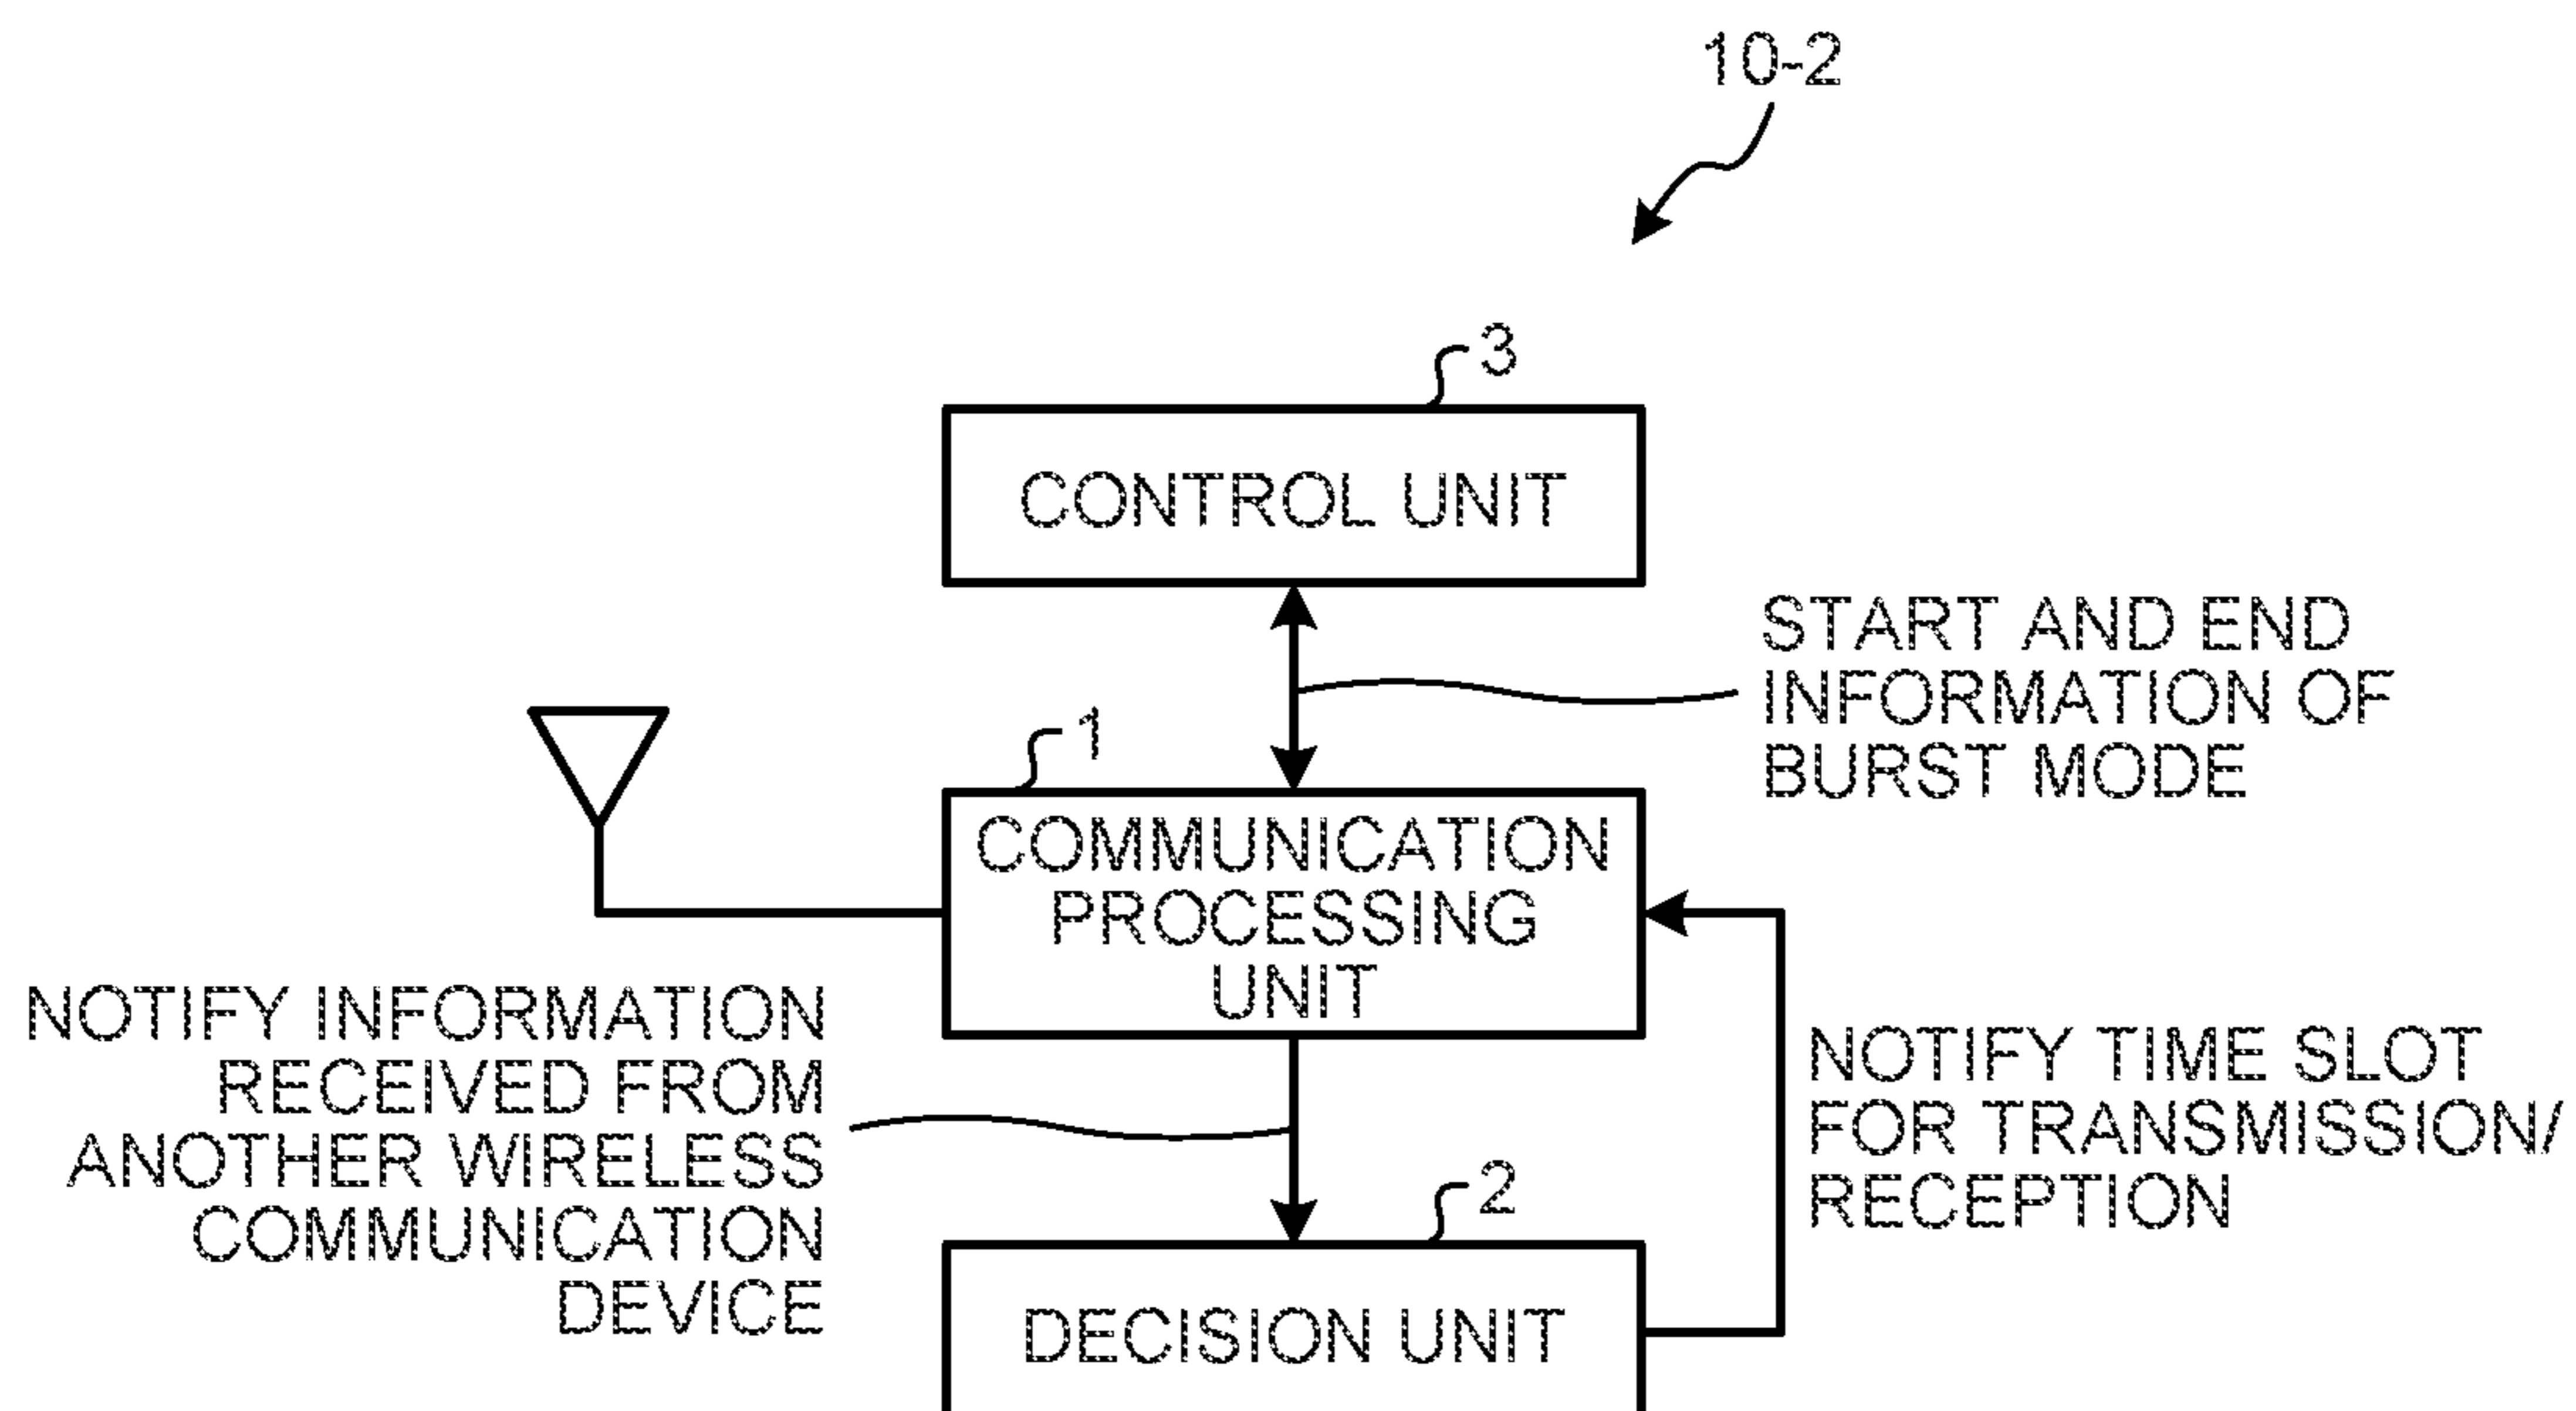 10-2
3
CONTROL UNIT
START AND END
INFORMATION OF
BURST MODE
1
COMMUNICATION
PROCESSING
UNIT
NOTIFY INFORMATION
RECEIVED FROM
ANOTHER WIRELESS
COMMUNICATION
DEVICE
NOTIFY TIME SLOT
FOR TRANSMISSION/
RECEPTION
2
DECISION UNIT